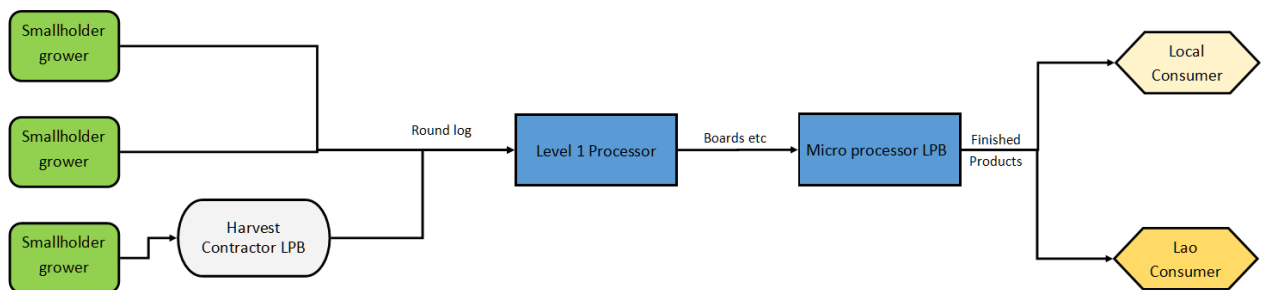 Smallholder
grower
Smallholder
grower
Smallholder
grower
Harvest
Contractor LPB
Round log
Level 1 Processor
Boards etc
Micro processor LPB
Finished
Products
Local
Consumer
Lao
Consumer